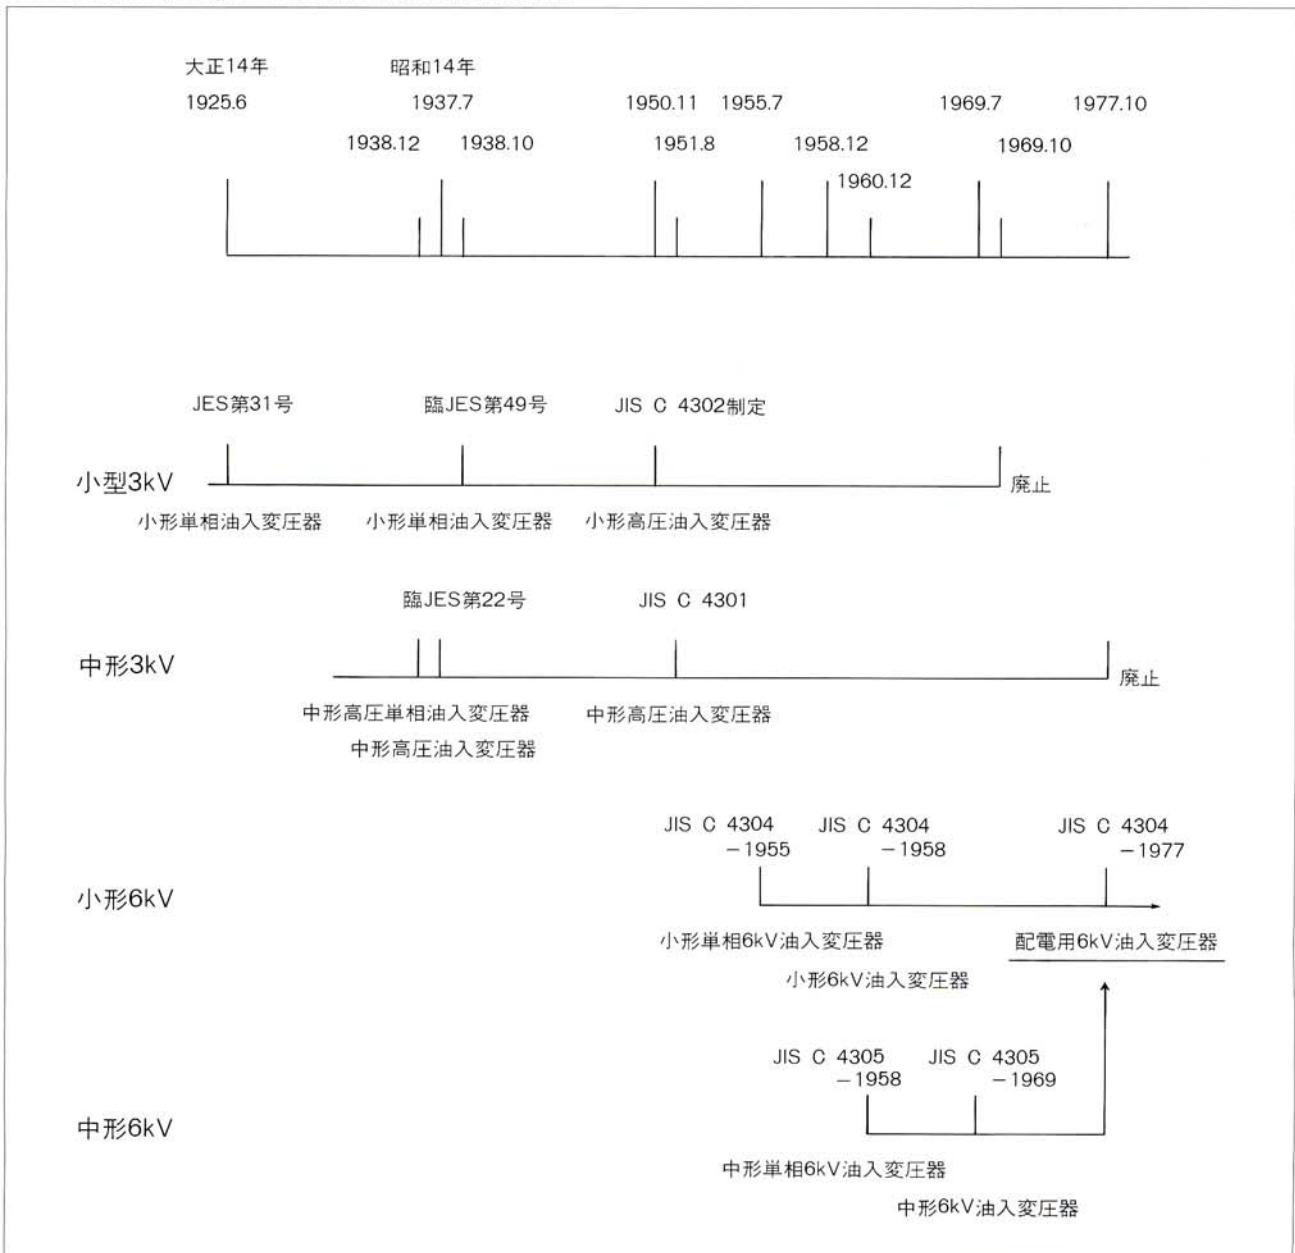 大正14年 昭和14年
1925.6 1937.7 1950.11 1955.7 1969.7 1977.10
1938.12 1938.10 1951.8 1958.12 1969.10
1960.12
JES第31号 臨JES第49号 JIS C 4302制定
小型3kV 廃止
小形単相油入変圧器 小形単相油入変圧器 小形高圧油入変圧器
臨JES第22号 JIS C 4301
中形3kV 廃止
中形高圧単相油入変圧器 中形高圧油入変圧器
中形高圧油入変圧器
JIS C 4304 JIS C 4304 JIS C 4304
－1955 －1958 －1977
小形6kV
小形単相6kV油入変圧器 配電用6kV油入変圧器
小形6kV油入変圧器
JIS C 4305 JIS C 4305
－1958 －1969
中形6kV
中形単相6kV油入変圧器
中形6kV油入変圧器